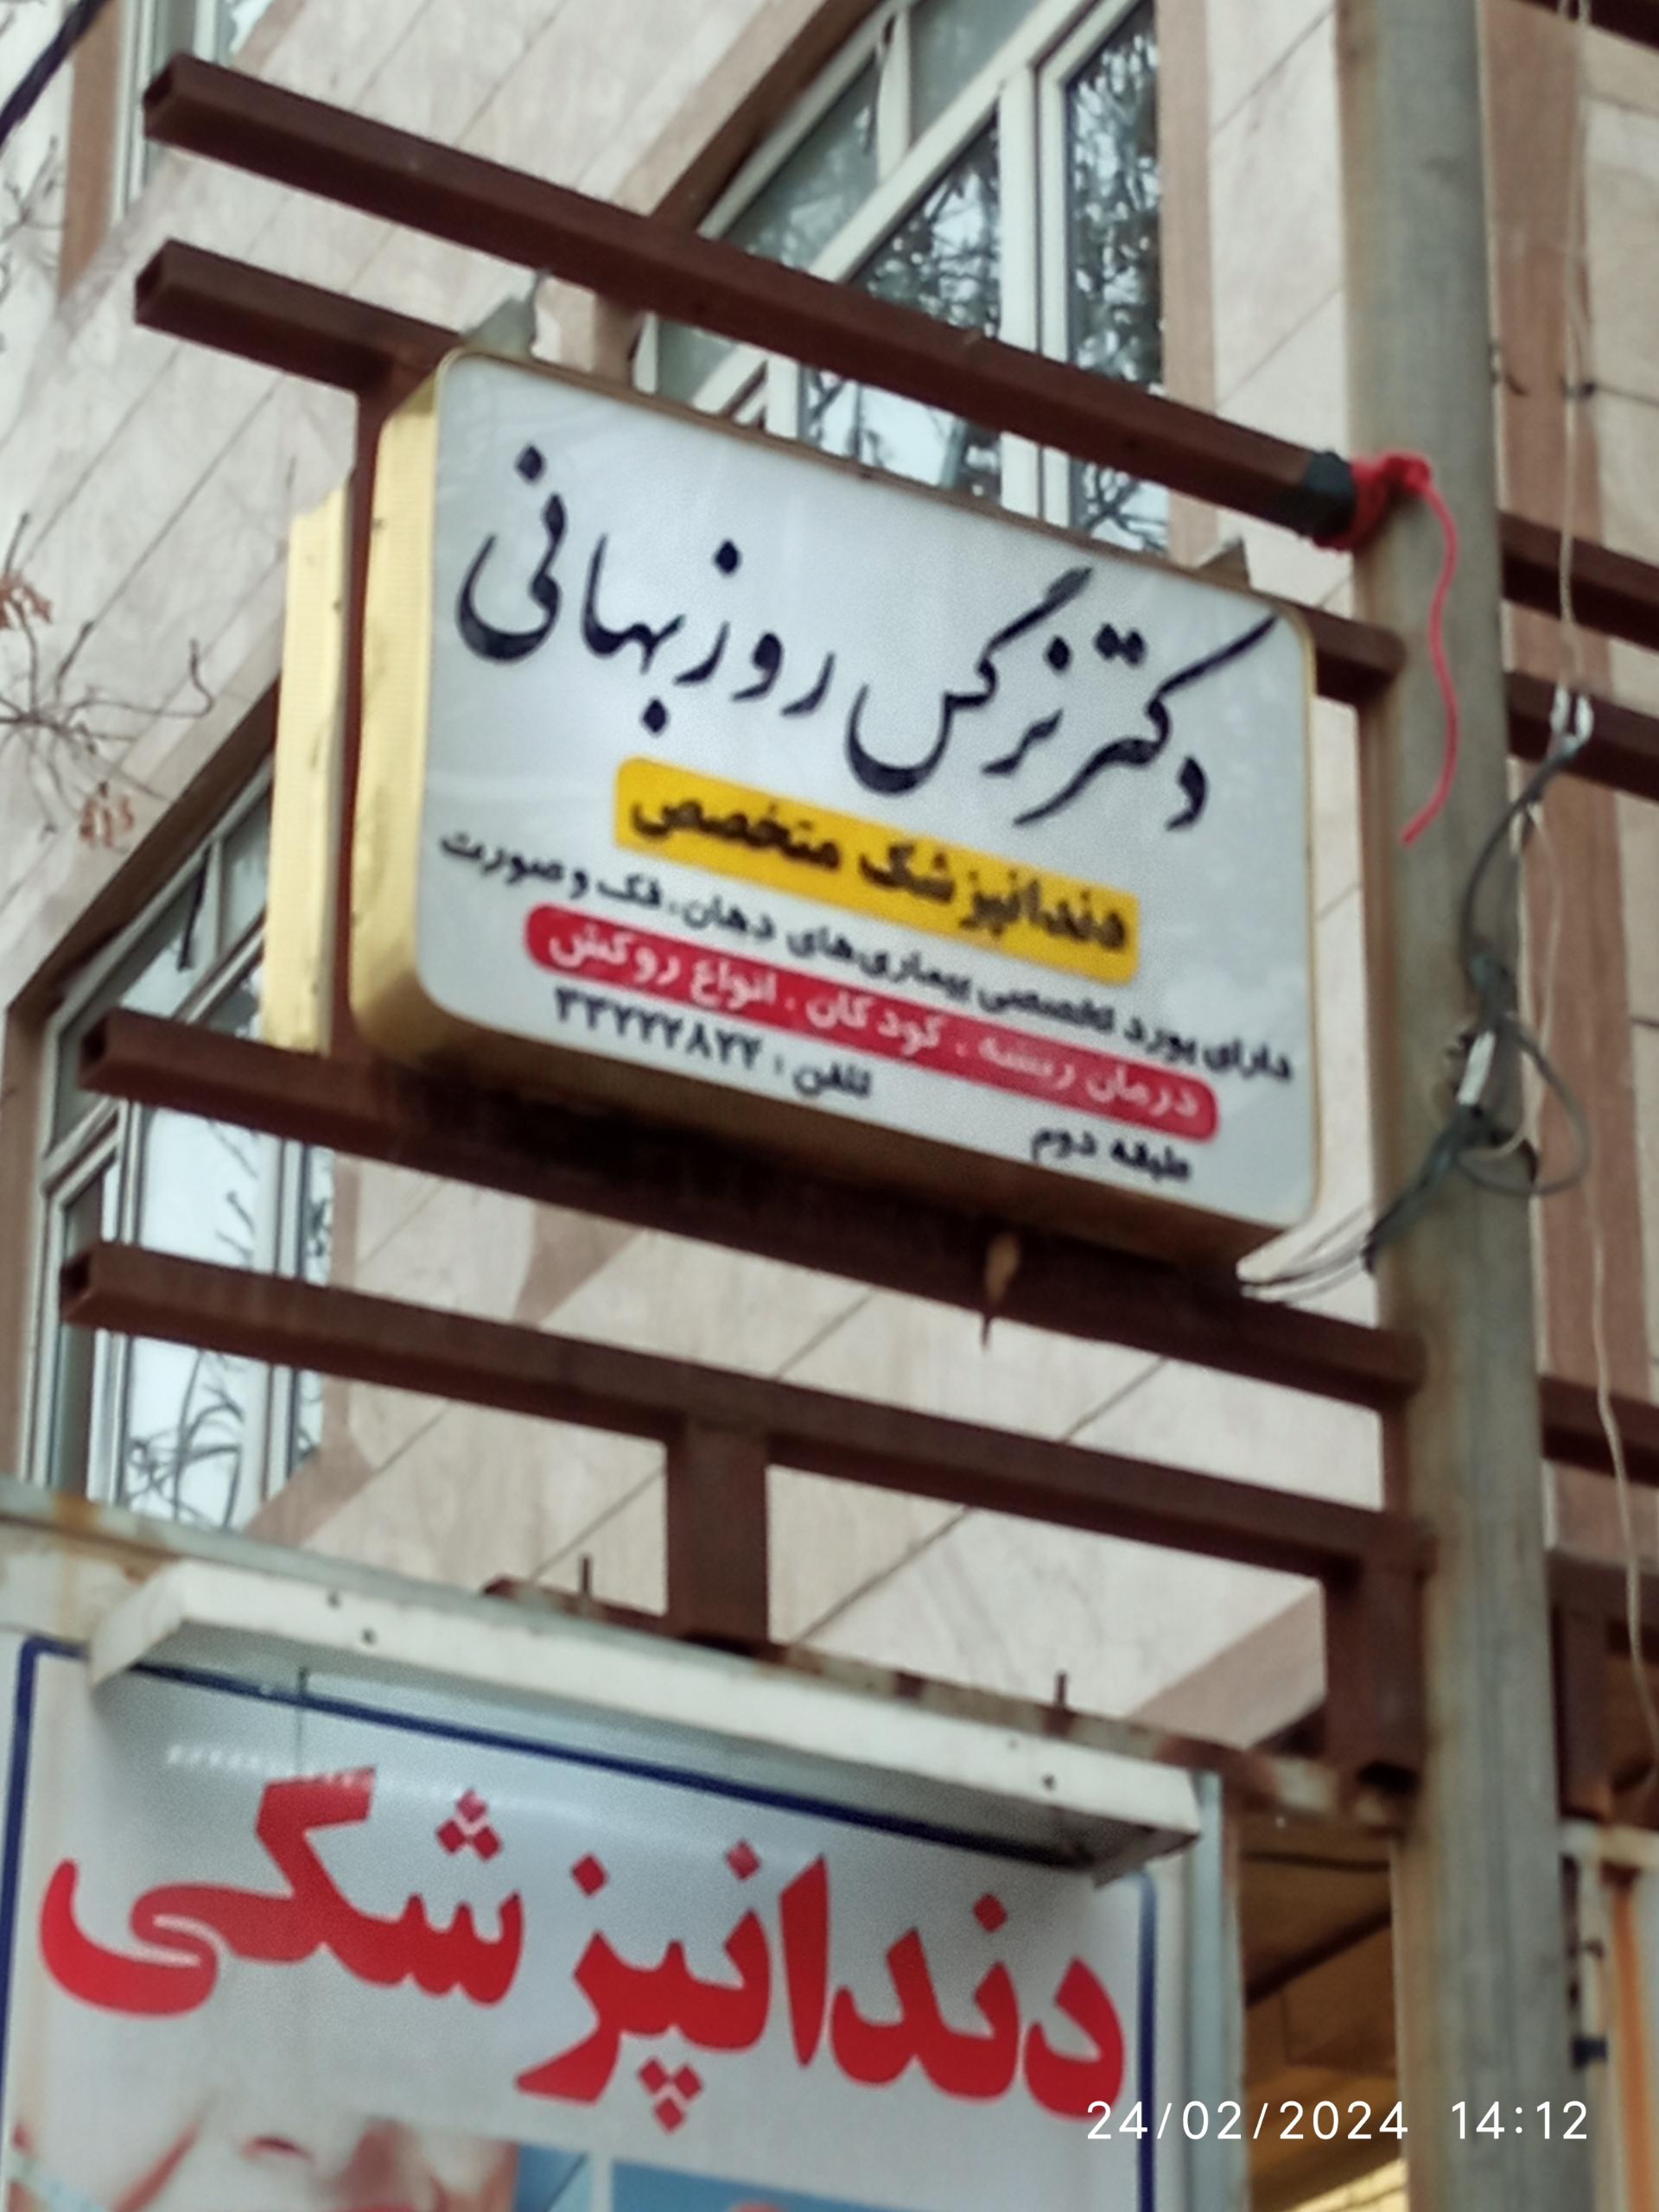 دکتر نرگس روزبهانی
دندانپزشک متخصص
دارای بورد تخصصی بیماری‌های دهان، فک و صورت
درمان ریشه . کودکان . انواع روکش
تلفن :
طبقه دوم
دندانپزشکی
24/02/2024 14:12